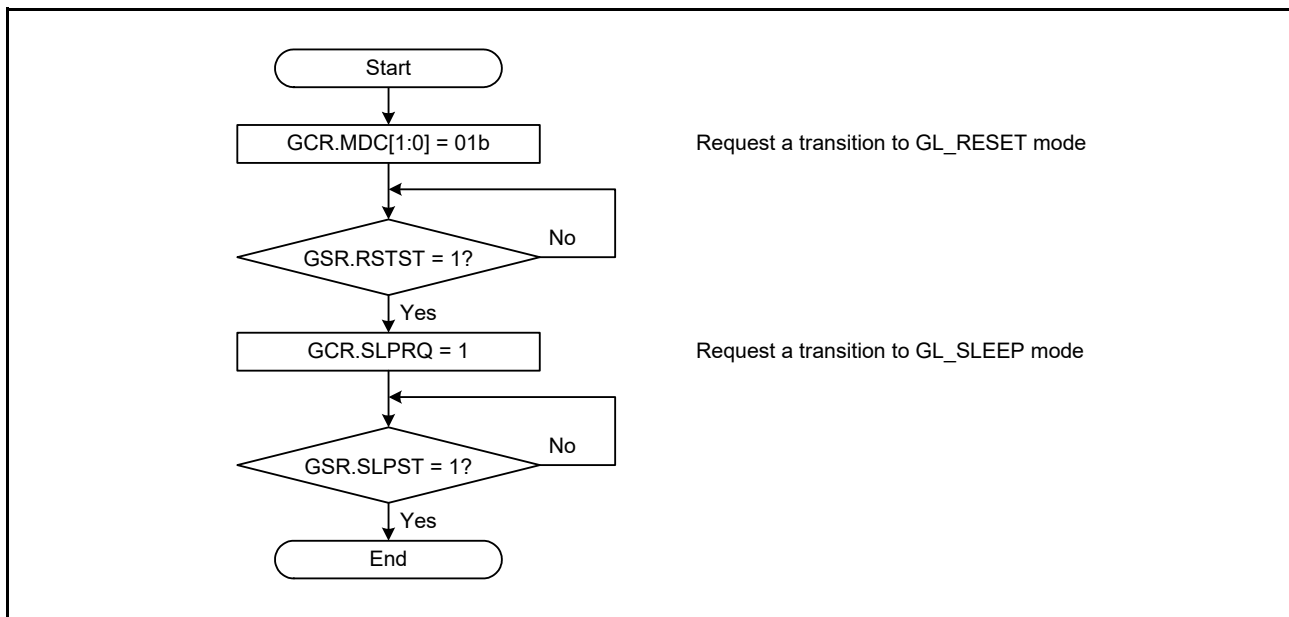 Start
GCR.MDC[1:0] = 01b
Request a transition to GL_RESET mode
No
GSR.RSTST = 1?
Yes
GCR.SLPRQ = 1
Request a transition to GL_SLEEP mode
No
GSR.SLPST = 1?
Yes
End